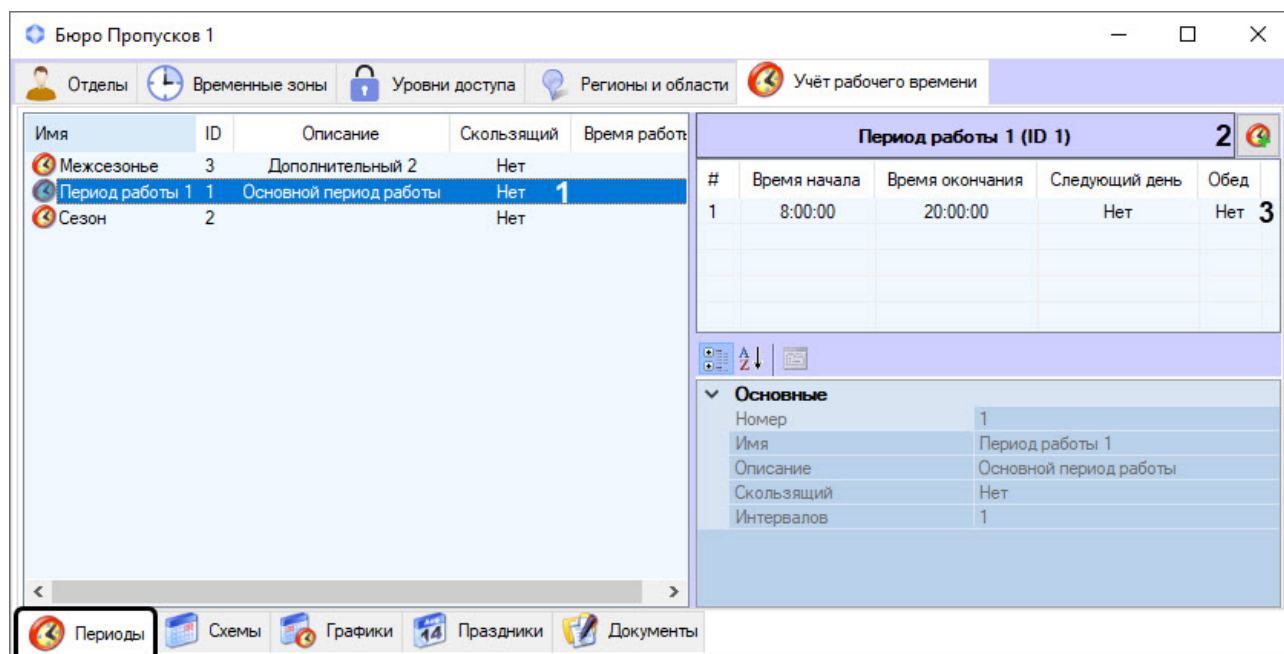 Бюро Пропусков 1
Отделы Временные зоны Уровни доступа Регионы и области Учёт рабочего времени
Имя ID Описание Скользящий Время работь
Межсезонье 3 Дополнительный 2 Нет
Период работы 1 1 Основной период работы Нет 1
Сезон 2 Нет
Период работы 1 (ID 1) 2
# Время начала Время окончания Следующий день Обед
1 8:00:00 20:00:00 Нет Нет 3
Основные
Номер 1
Имя Период работы 1
Описание Основной период работы
Скользящий Нет
Интервалов 1
Периоды Схемы Графики Праздники Документы